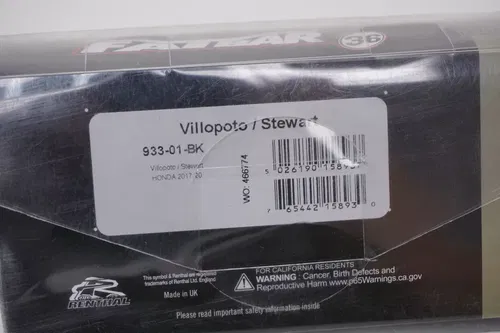 FATBAR 36
Villopoto / Stewart
933-01-BK
Villopoto / Stewart
HONDA 2017 20
WO: 466774
5 026190 15893
7 65442 15893 0
FOR CALIFORNIA RESIDENTS
WARNING: Cancer, Birth Defects and
Reproductive Harm www.p65Warnings.ca.gov
this symbol & Renthal are registered
trademarks of Renthal Ltd. England
Made in UK
RENTHAL
Please read important safety information inside